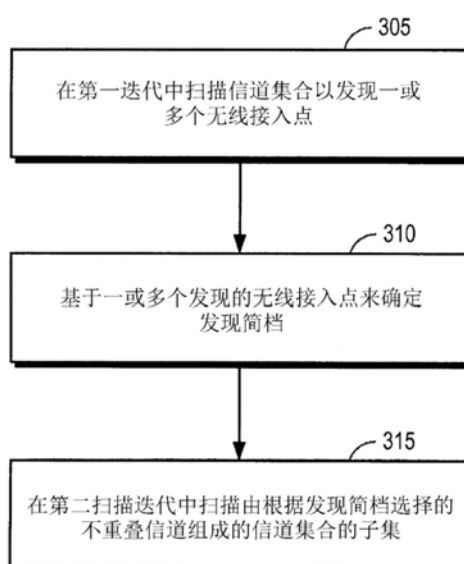 305
在第一迭代中扫描信道集合以发现一或
多个无线接入点
310
基于一或多个发现的无线接入点来确定
发现简档
315
在第二扫描迭代中扫描由根据发现简档选择的
不重叠信道组成的信道集合的子集